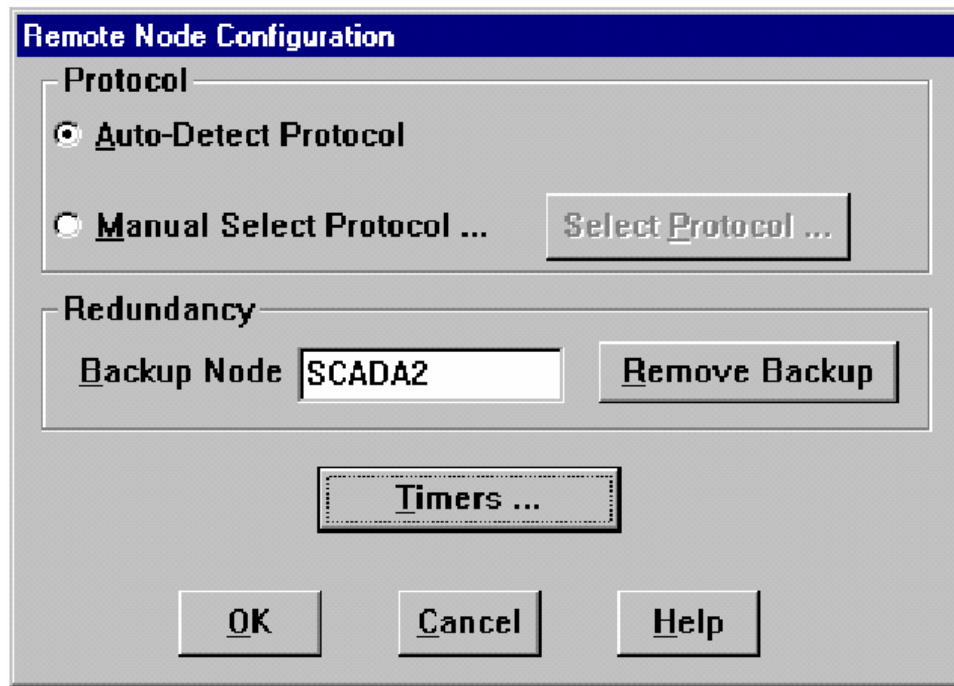 Remote Node Configuration
Protocol
Auto-Detect Protocol
Manual Select Protocol ... Select Protocol ...
Redundancy
Backup Node SCADA2 Remove Backup
Timers ...
OK Cancel Help